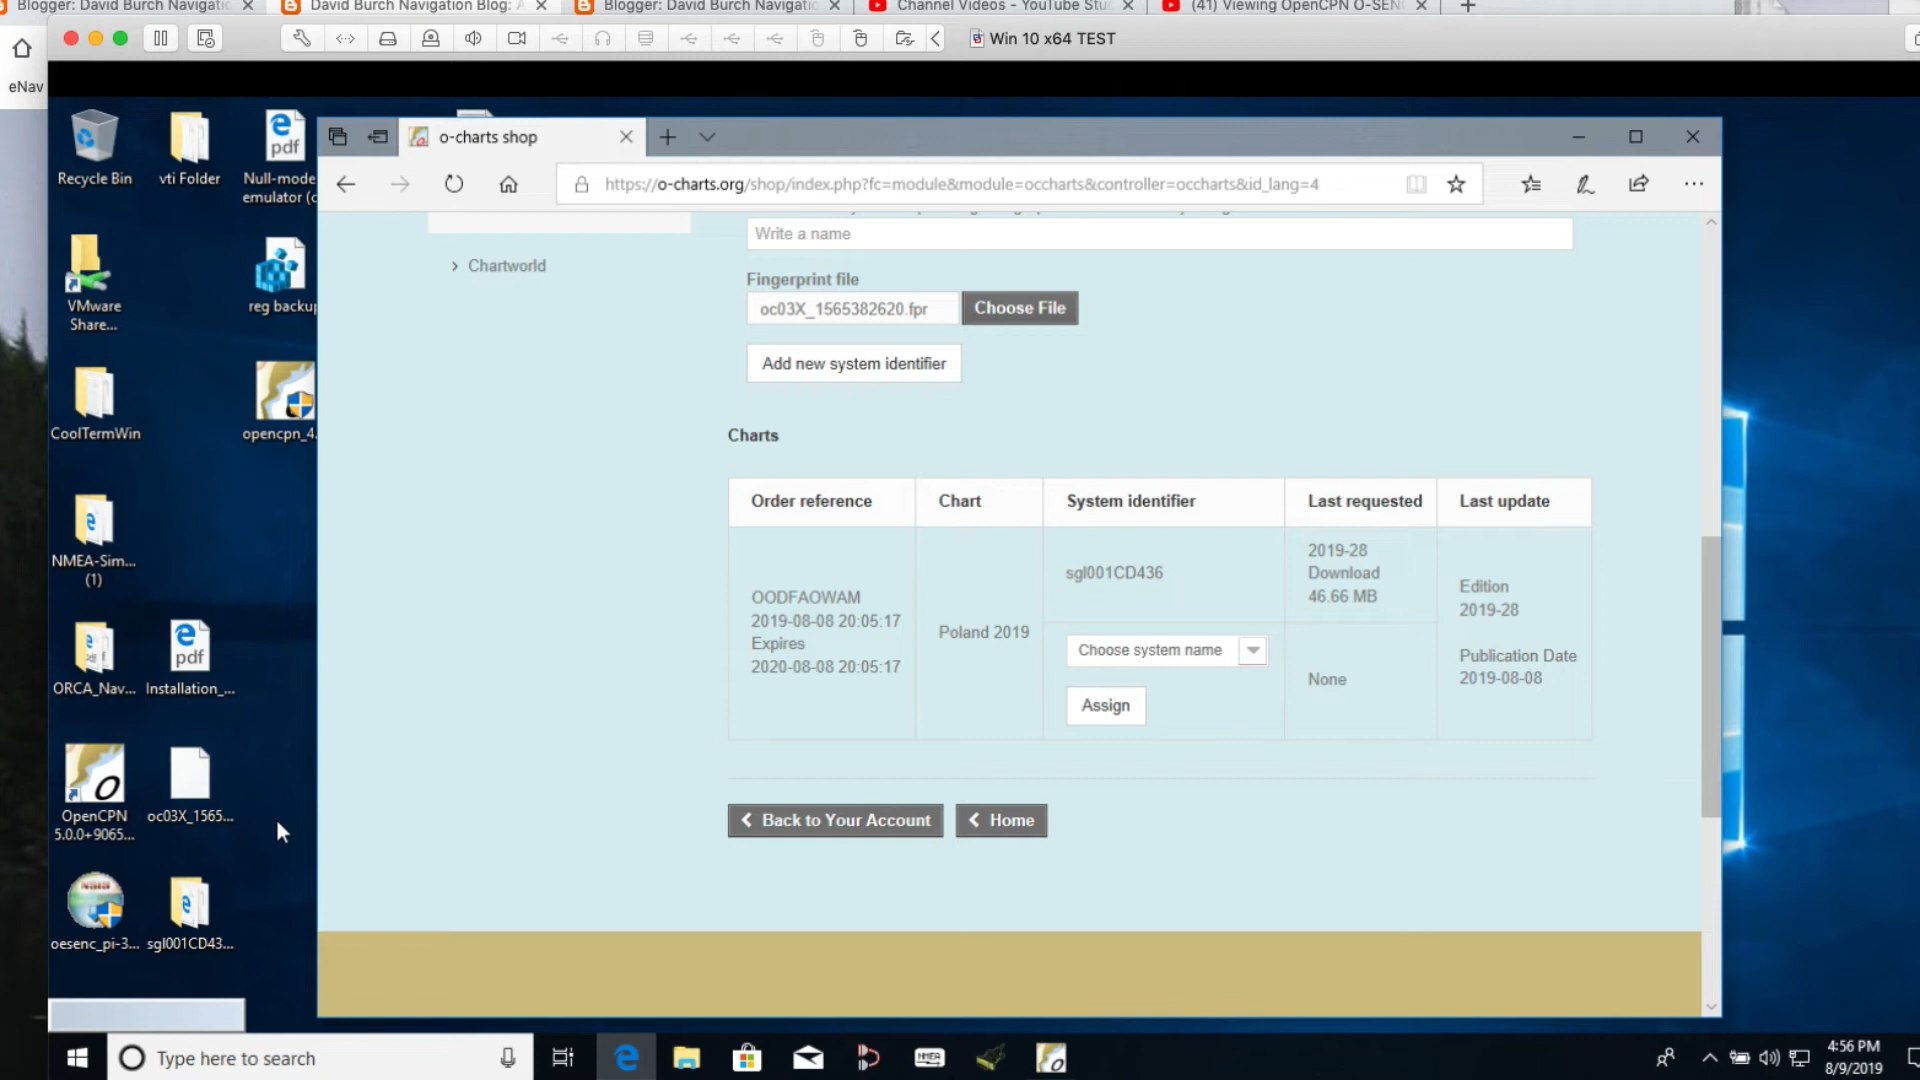 Blogger: David Burch Navigatio
David Burch Navigation Blog: A
Blogger: David Burch Navigatio
Channel Videos - YouTube Stu
(41) Viewing OpenCPN O-SENC
Win 10 x64 TEST
eNav
o-charts shop
https://o-charts.org/shop/index.php?fc=module&module=occharts&controller=occharts&id_lang=4
Recycle Bin
vti Folder
pdf
Null-mode
emulator (c
VMware
Share...
reg backup
CoolTermWin
opencpn_4.
NMEA-Sim...
(1)
ORCA_Nav...
pdf
Installation_...
OpenCPN
5.0.0+9065...
oc03X_1565...
oesenc_pi-3...
sgl001CD43...
Write a name
Chartworld
Fingerprint file
oc03X_1565382620.fpr
Choose File
Add new system identifier
Charts
Order reference
Chart
System identifier
Last requested
Last update
OODFAOWAM
2019-08-08 20:05:17
Expires
2020-08-08 20:05:17
Poland 2019
sgl001CD436
2019-28
Download
46.66 MB
Choose system name
Assign
None
Edition
2019-28
Publication Date
2019-08-08
Back to Your Account
Home
Type here to search
NMEA
4:56 PM
8/9/2019